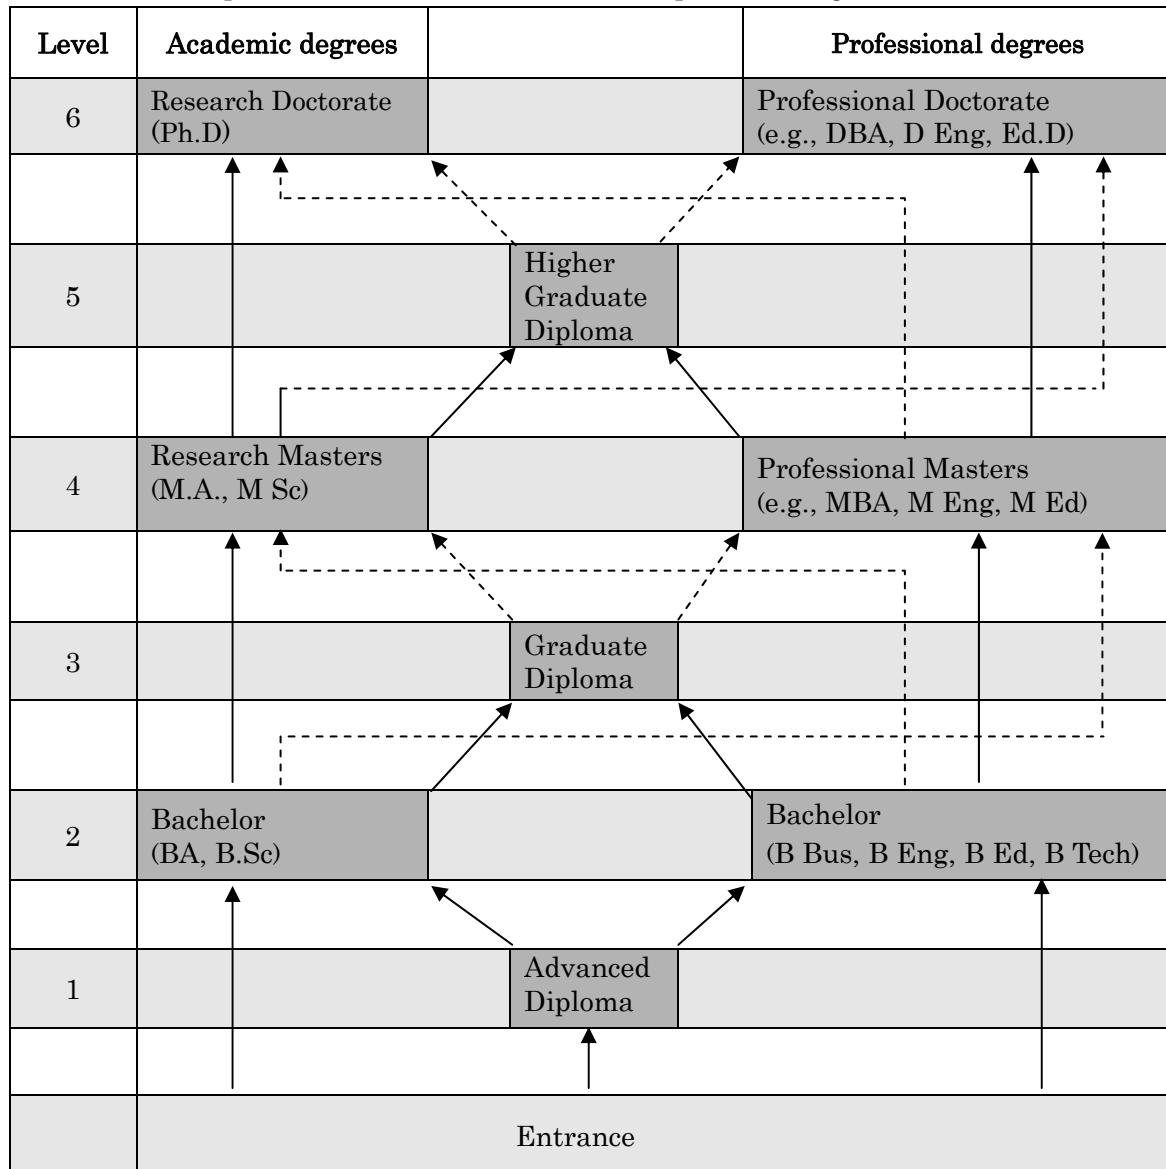 Level
Academic degrees
Professional degrees
6
Research Doctorate
(Ph.D)
Professional Doctorate
(e.g., DBA, D Eng, Ed.D)
5
Higher
Graduate
Diploma
4
Research Masters
(M.A., M Sc)
Professional Masters
(e.g., MBA, M Eng, M Ed)
3
Graduate
Diploma
2
Bachelor
(BA, B.Sc)
Bachelor
(B Bus, B Eng, B Ed, B Tech)
1
Advanced
Diploma
Entrance